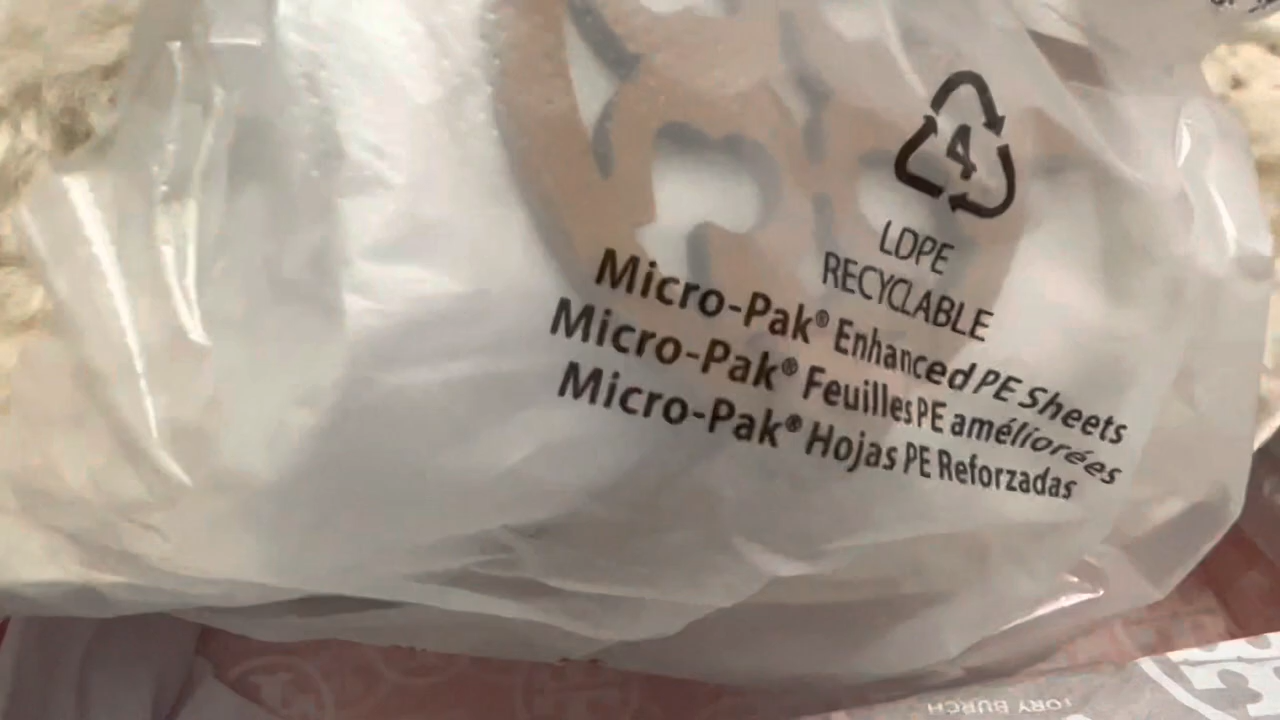 4
LDPE
RECYCLABLE
Micro-Pak® Enhanced PE Sheets
Micro-Pak® Feuilles PE améliorées
Micro-Pak® Hojas PE Reforzadas
TORY BURCH